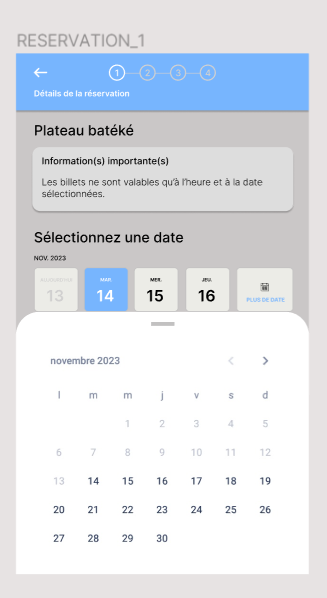 RESERVATION_1
1 2 3 4
Détails de la réservation
Plateau batéké
Information(s) importante(s)
Les billets ne sont valables qu'à l'heure et à la date
sélectionnées.
Sélectionnez une date
NOV. 2023
AUJOURD'HUI MAR. MER. JEU.
13 14 15 16 PLUS DE DATE
novembre 2023
l m m j v s d
1 2 3 4 5
6 7 8 9 10 11 12
13 14 15 16 17 18 19
20 21 22 23 24 25 26
27 28 29 30